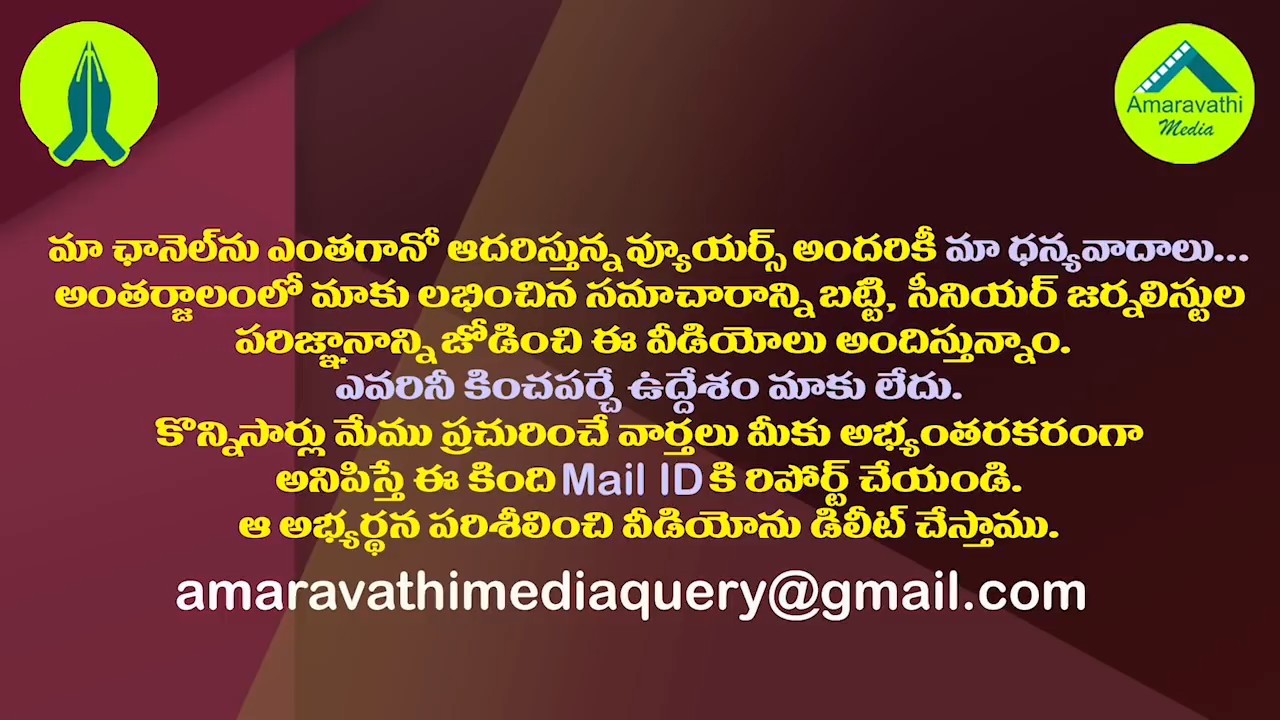 Amaravathi
Media
మా ఛానెల్‌ను ఎంతగానో ఆదరిస్తున్న వ్యూయర్స్ అందరికీ మా ధన్యవాదాలు...
అంతర్జాలంలో మాకు లభించిన సమాచారాన్ని బట్టి, సీనియర్ జర్నలిస్టుల
పరిజ్ఞానాన్ని జోడించి ఈ వీడియోలు అందిస్తున్నాం.
ఎవరినీ కించపర్చే ఉద్దేశం మాకు లేదు.
కొన్నిసార్లు మేము ప్రచురించే వార్తలు మీకు అభ్యంతరకరంగా
అనిపిస్తే ఈ కింది Mail ID కి రిపోర్ట్ చేయండి.
ఆ అభ్యర్థన పరిశీలించి వీడియోను డిలీట్ చేస్తాము.
amaravathimediaquery@gmail.com